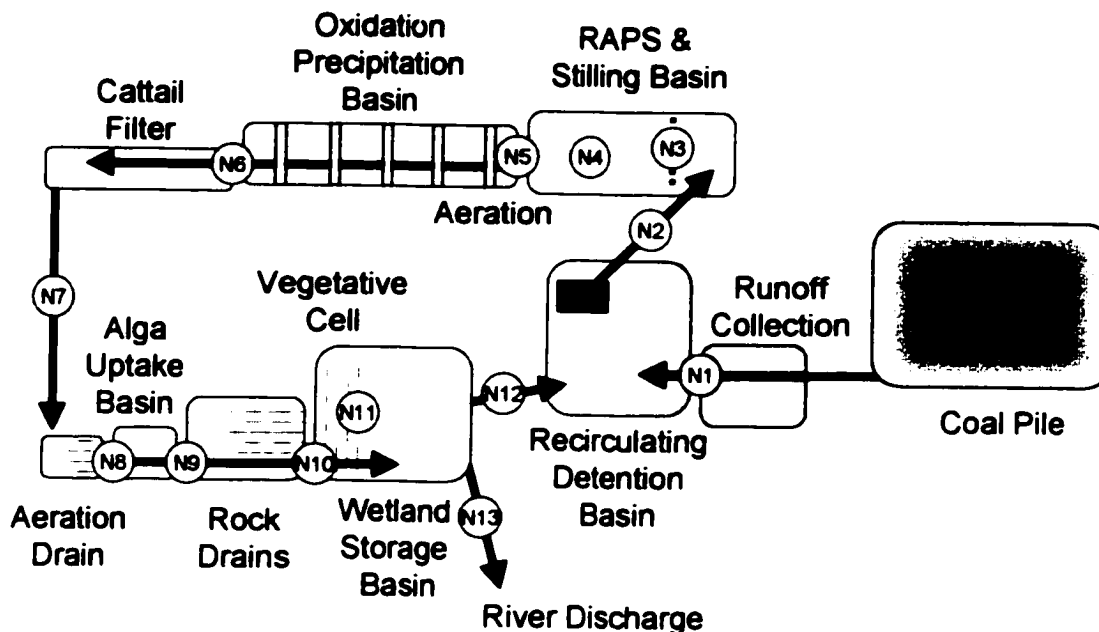 Oxidation
Precipitation
Basin
RAPS &
Stilling Basin
Cattail
Filter
N6
N5
N4
N3
Aeration
N2
N7
Vegetative
Cell
Runoff
Collection
Alga
Uptake
Basin
N12
N1
N11
Coal Pile
N8
N9
N10
Recirculating
Detention
Basin
Aeration
Drain
Rock
Drains
Wetland
Storage
Basin
N13
River Discharge